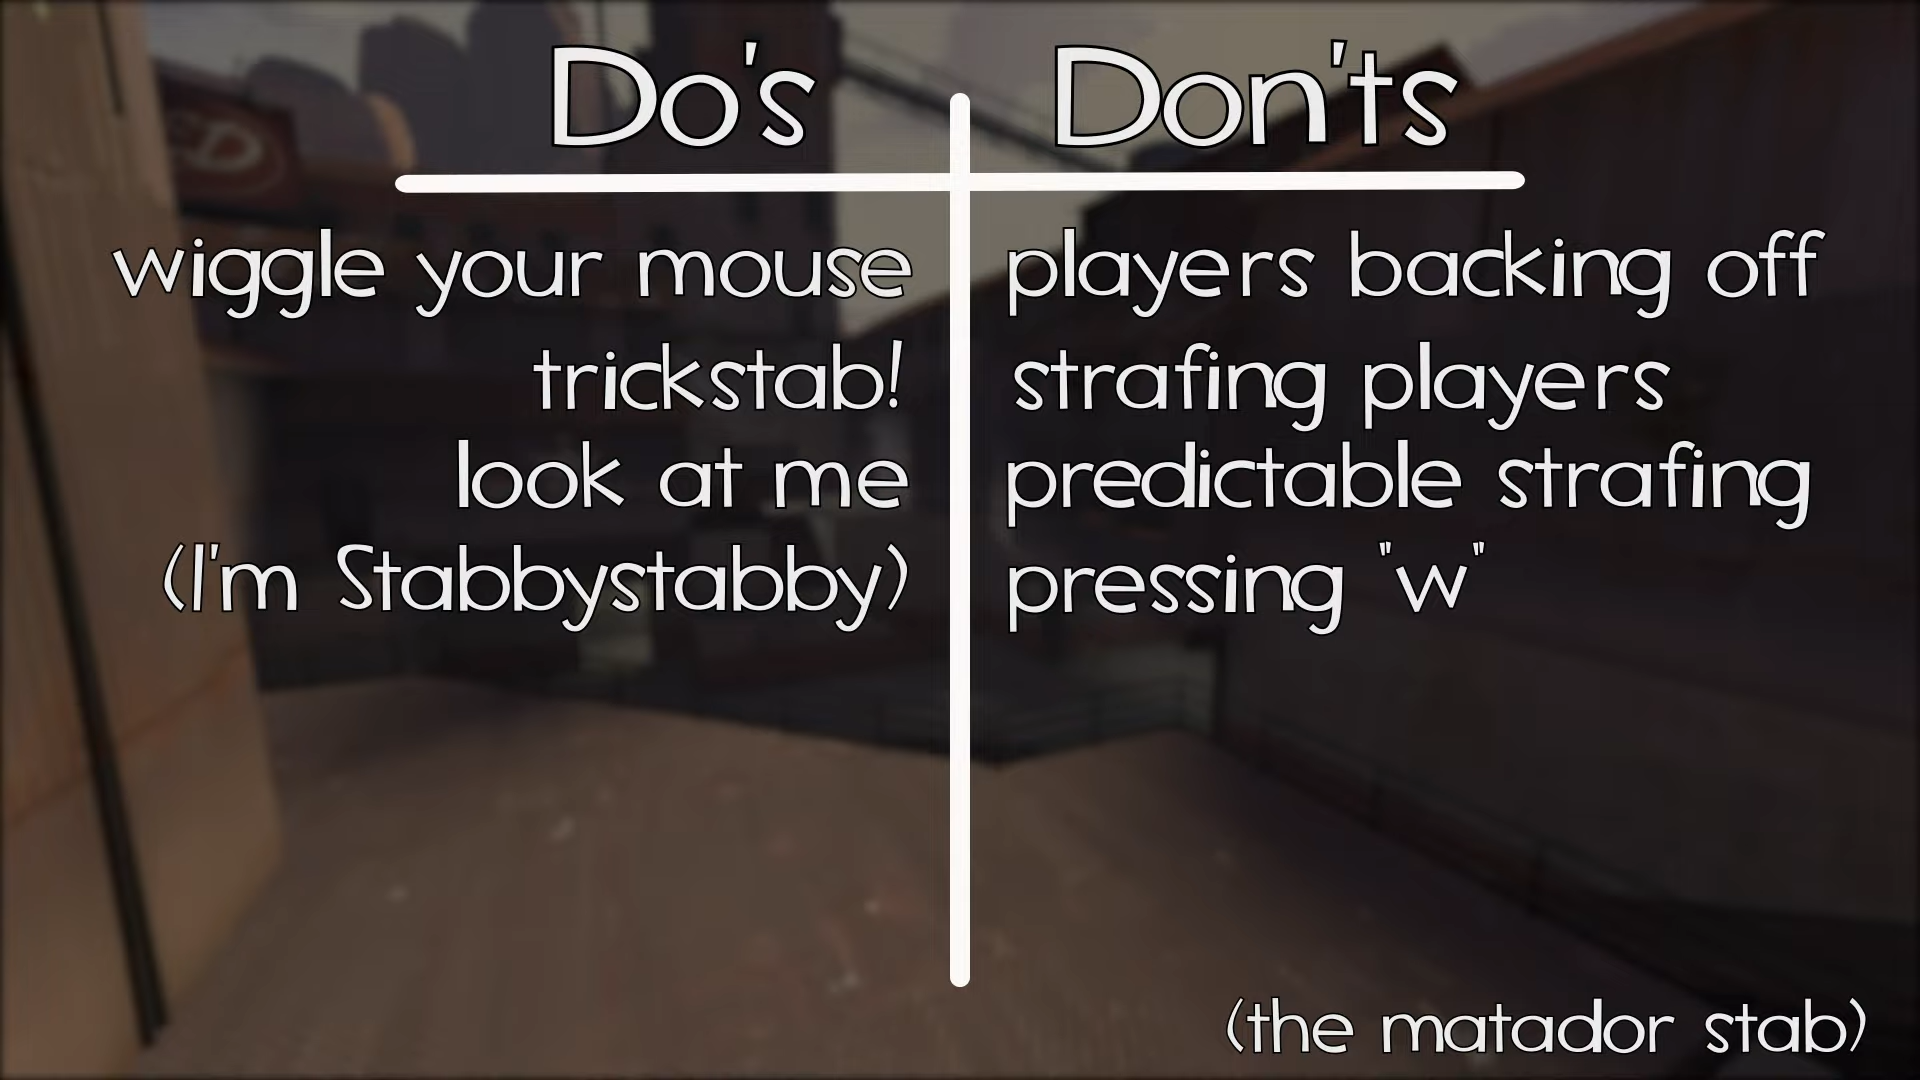 Do's
Don'ts
wiggle your mouse
trickstab!
look at me
(I'm Stabbystabby)
players backing off
strafing players
predictable strafing
pressing "w"
(the matador stab)